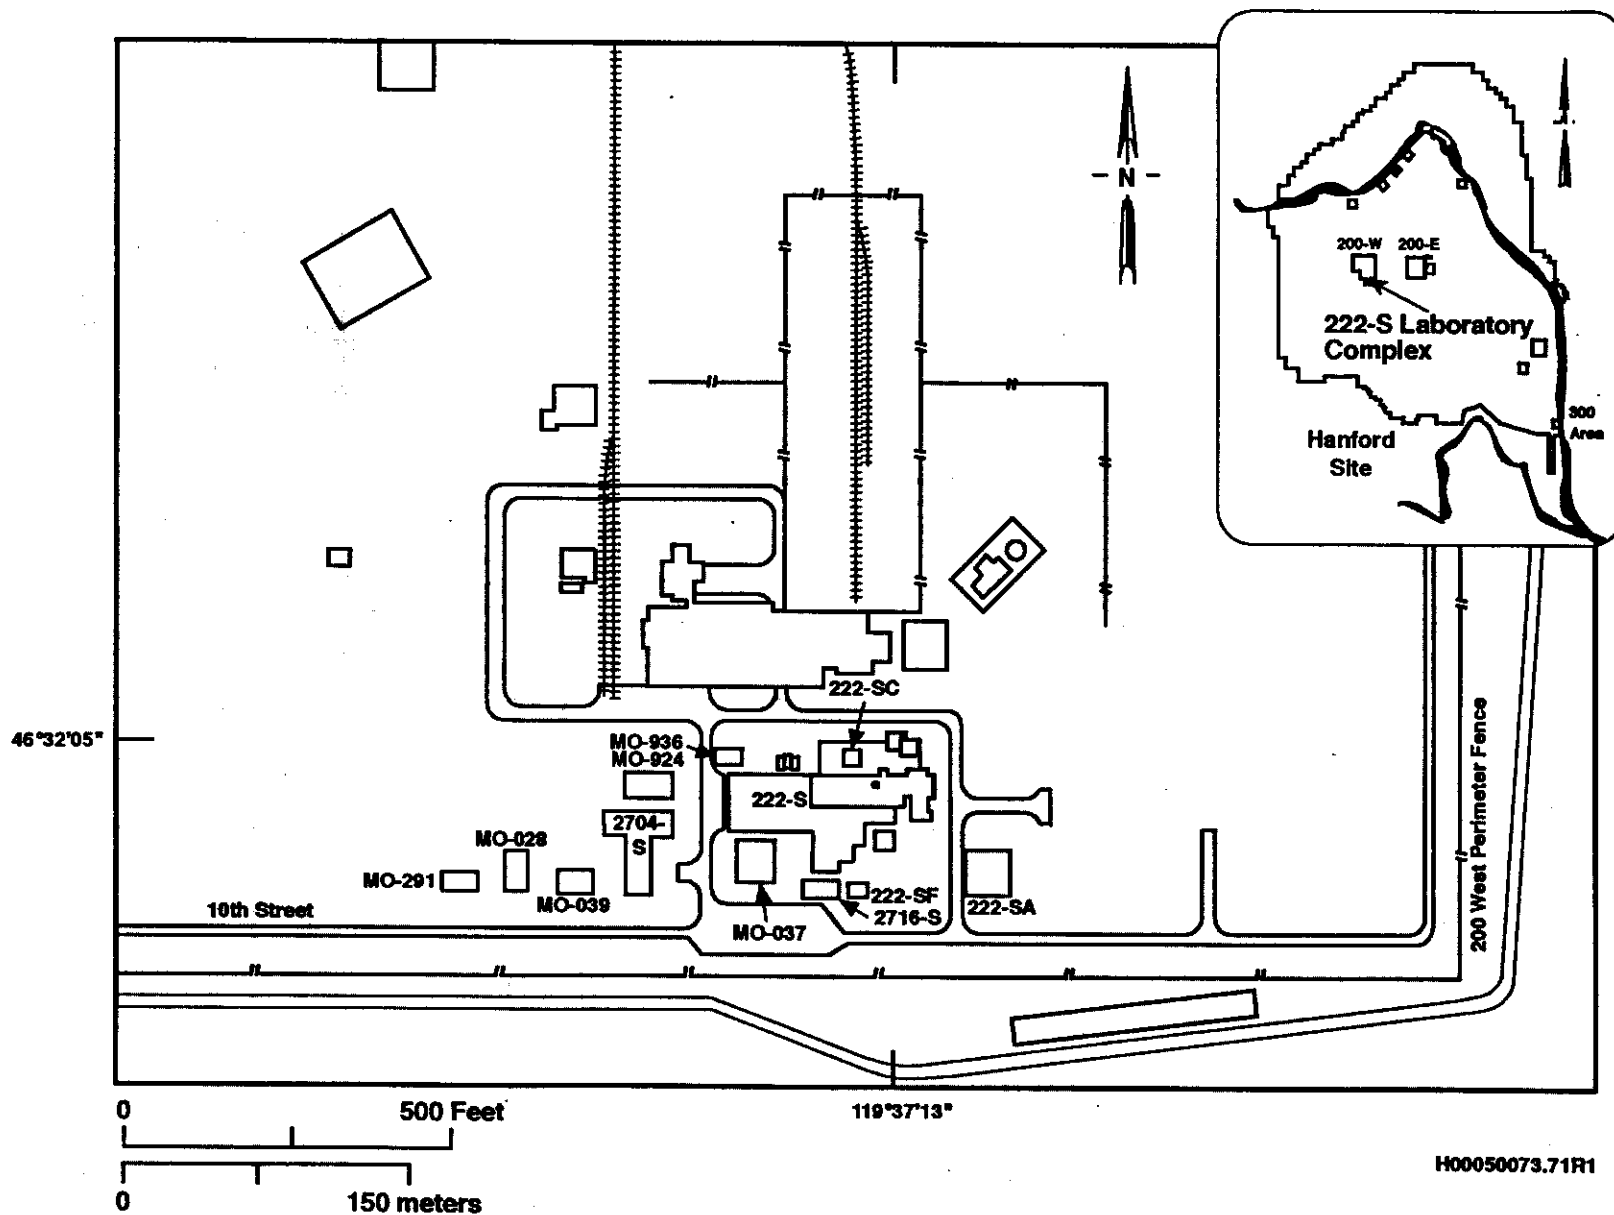 N
200-W 200-E
222-S Laboratory
Complex
300
Area
Hanford
Site
222-SC
46°32'05"
MO-936
MO-924
222-S
2704-
S
MO-028
MO-291
MO-039
222-SF
2716-S
222-SA
MO-037
10th Street
200 West Perimeter Fence
0 500 Feet
119°37'13"
0 150 meters
H00050073.71R1